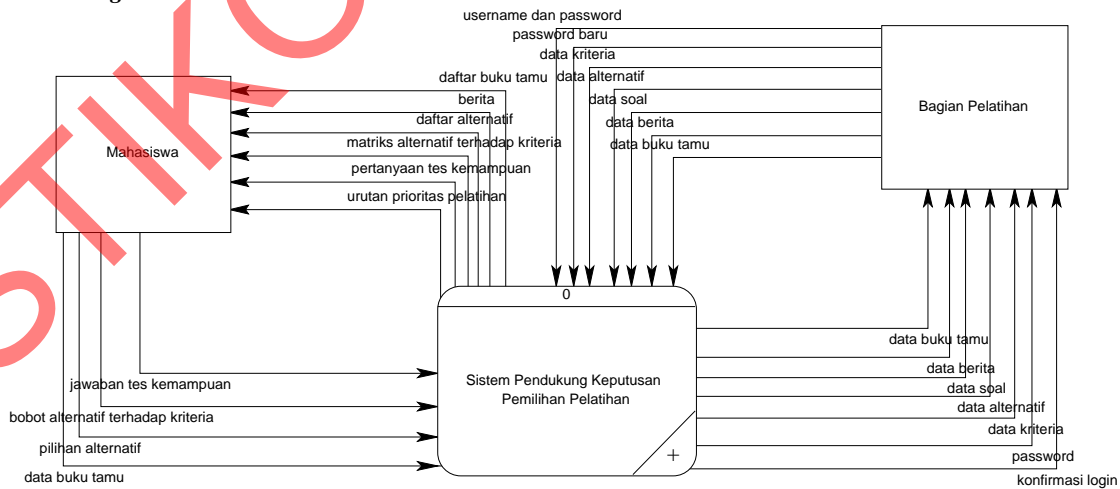 username dan password
password baru
data kriteria
data alternatif
data soal
data berita
data buku tamu
daftar buku tamu
berita
daftar alternatif
matriks alternatif terhadap kriteria
pertanyaan tes kemampuan
urutan prioritas pelatihan
Mahasiswa
Bagian Pelatihan
0
Sistem Pendukung Keputusan
Pemilihan Pelatihan
+
jawaban tes kemampuan
bobot alternatif terhadap kriteria
pilihan alternatif
data buku tamu
data buku tamu
data berita
data soal
data alternatif
data kriteria
password
konfirmasi login
STIKO